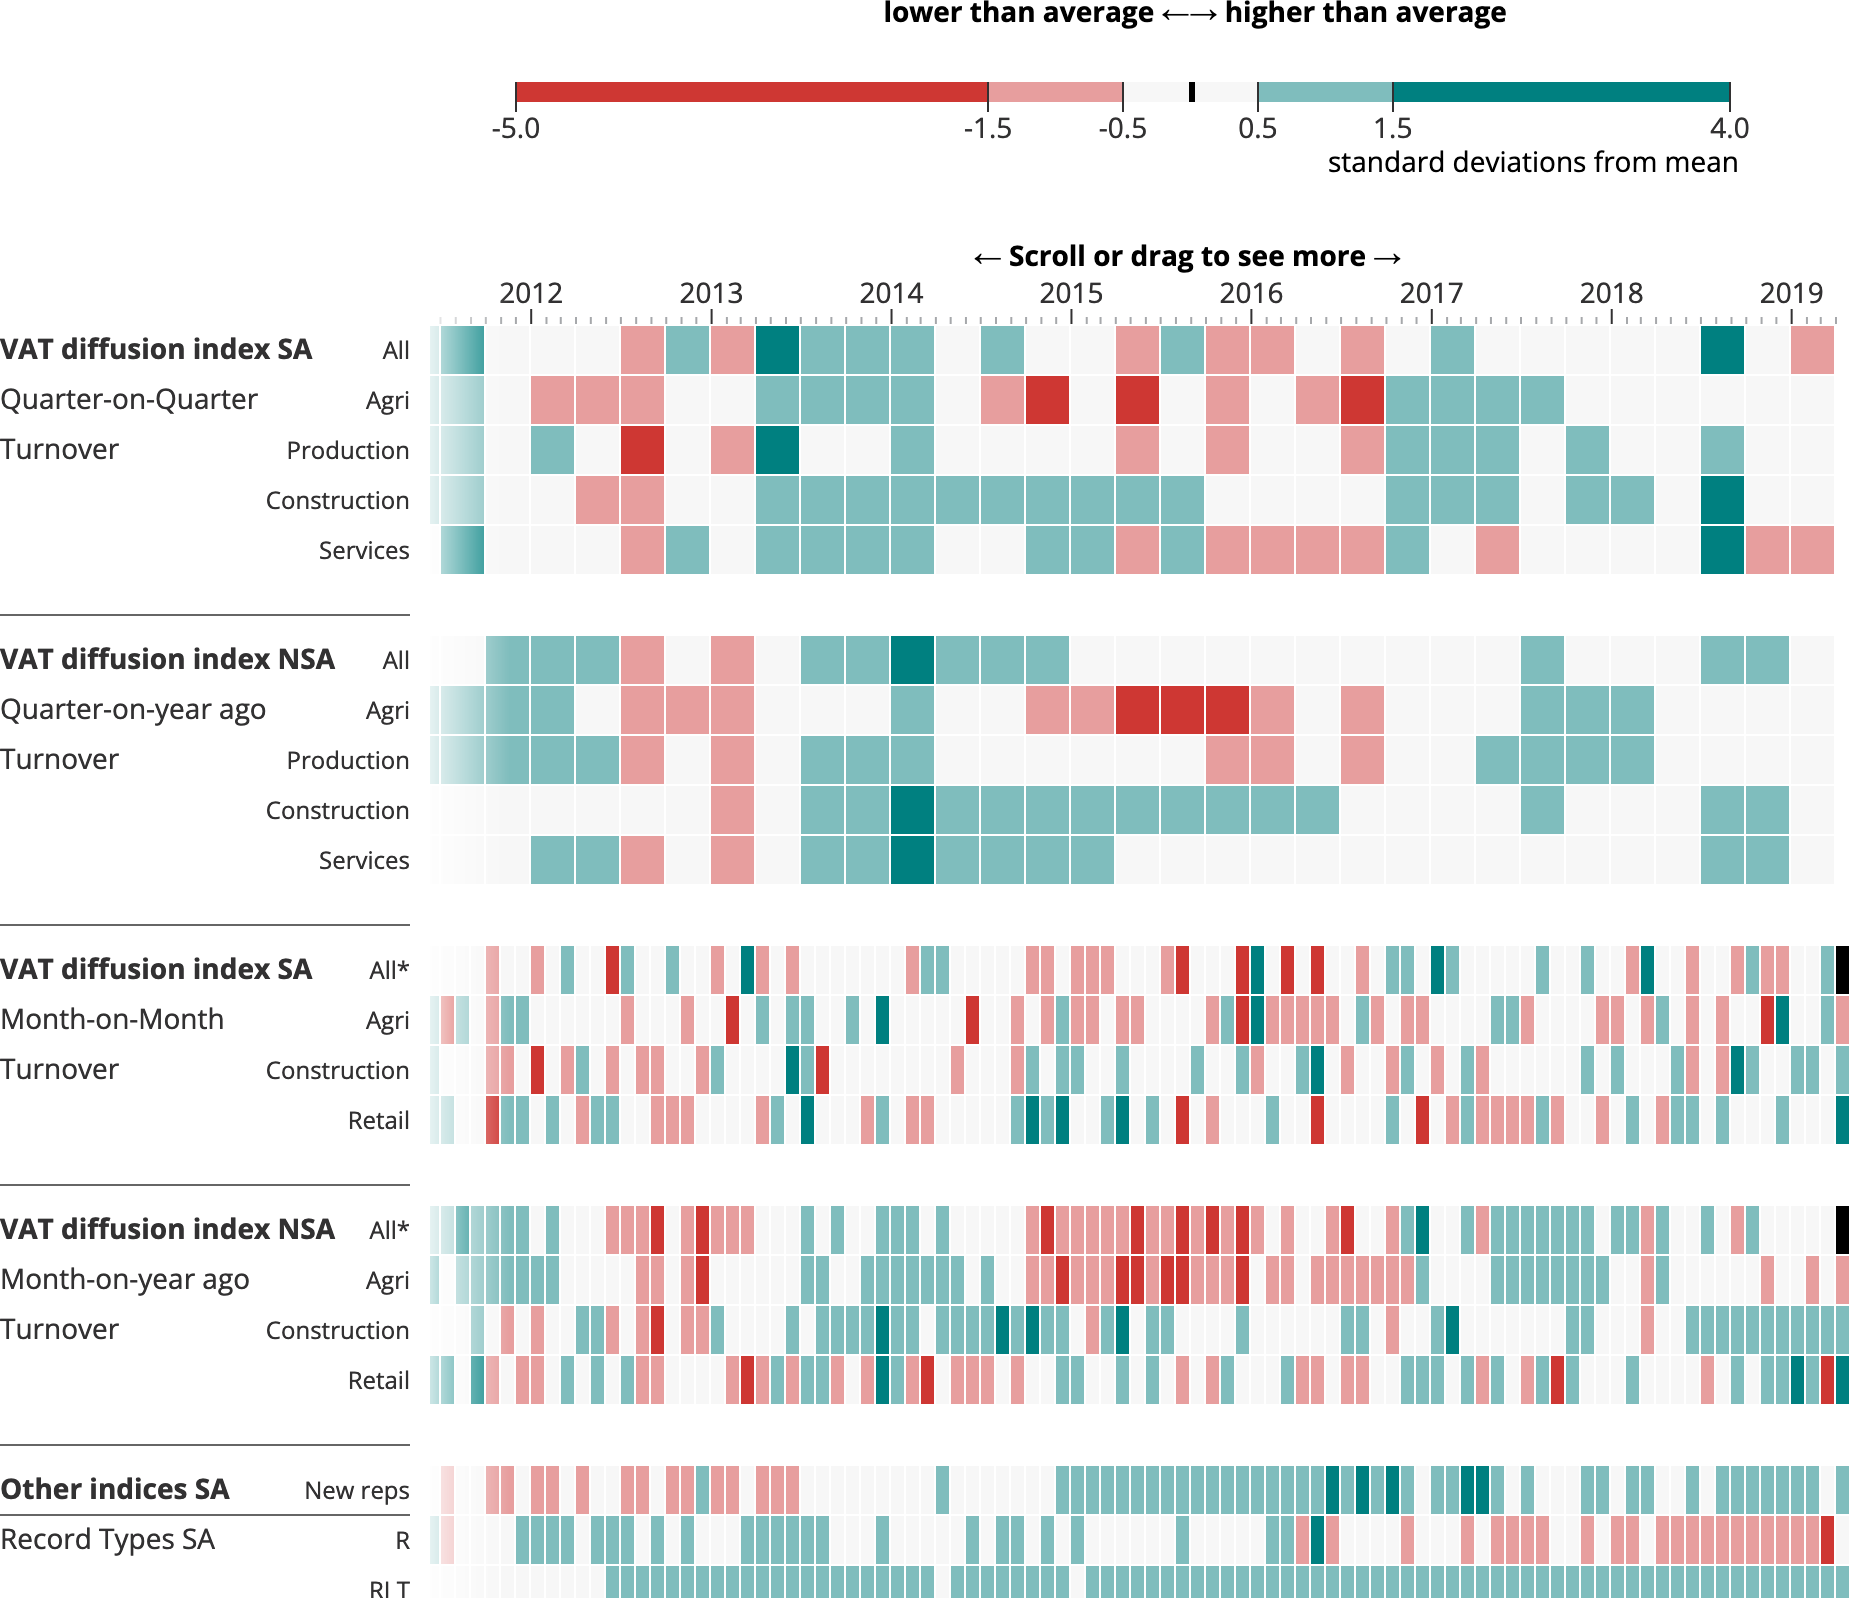 lower than average ←→ higher than average
-5.0 -1.5 -0.5 0.5 1.5 4.0
standard deviations from mean
← Scroll or drag to see more →
2012 2013 2014 2015 2016 2017 2018 2019
VAT diffusion index SA All
Quarter-on-Quarter Agri
Turnover Production
Construction
Services
VAT diffusion index NSA All
Quarter-on-year ago Agri
Turnover Production
Construction
Services
VAT diffusion index SA All*
Month-on-Month Agri
Turnover Construction
Retail
VAT diffusion index NSA All*
Month-on-year ago Agri
Turnover Construction
Retail
Other indices SA New reps
Record Types SA R
RI T